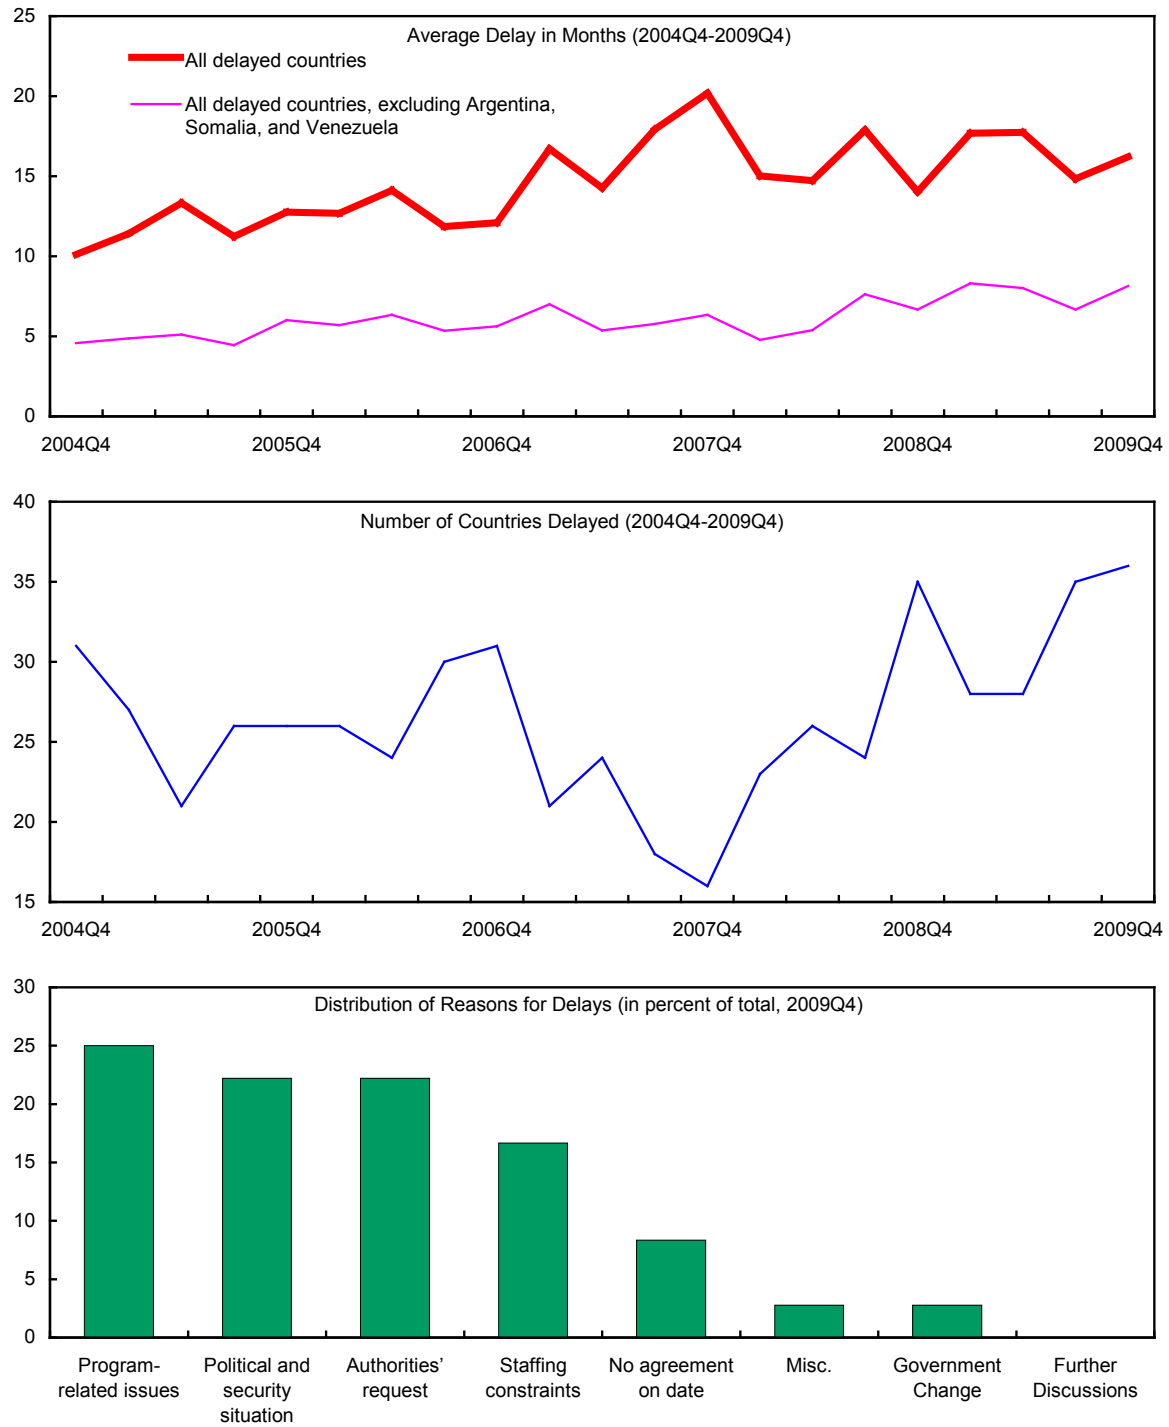 Average Delay in Months (2004Q4-2009Q4)
All delayed countries
All delayed countries, excluding Argentina,
Somalia, and Venezuela
25
20
15
10
5
0
2004Q4 2005Q4 2006Q4 2007Q4 2008Q4 2009Q4
Number of Countries Delayed (2004Q4-2009Q4)
40
35
30
25
20
15
2004Q4 2005Q4 2006Q4 2007Q4 2008Q4 2009Q4
Distribution of Reasons for Delays (in percent of total, 2009Q4)
30
25
20
15
10
5
0
Program-
related issues
Political and
security
situation
Authorities’
request
Staffing
constraints
No agreement
on date
Misc.
Government
Change
Further
Discussions